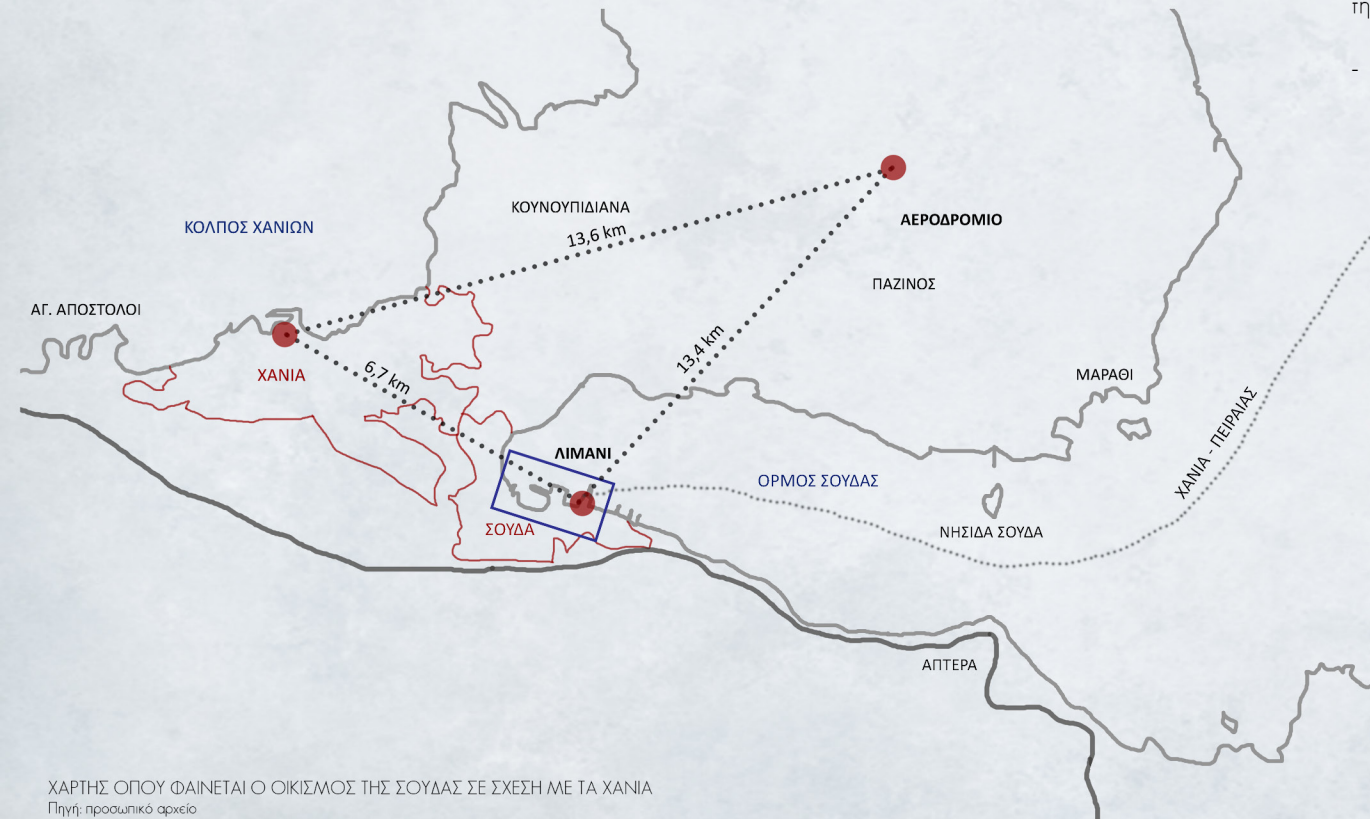 τη
-
ΚΟΥΝΟΥΠΙΔΙΑΝΑ
ΚΟΛΠΟΣ ΧΑΝΙΩΝ
13,6 km
ΑΕΡΟΔΡΟΜΙΟ
ΠΑΖΙΝΟΣ
ΑΓ. ΑΠΟΣΤΟΛΟΙ
13,4 km
ΧΑΝΙΑ
6,7 km
ΜΑΡΑΘΙ
ΧΑΝΙΑ - ΠΕΙΡΑΙΑΣ
ΛΙΜΑΝΙ
ΟΡΜΟΣ ΣΟΥΔΑΣ
ΣΟΥΔΑ
ΝΗΣΙΔΑ ΣΟΥΔΑ
ΑΠΤΕΡΑ
ΧΑΡΤΗΣ ΟΠΟΥ ΦΑΙΝΕΤΑΙ Ο ΟΙΚΙΣΜΟΣ ΤΗΣ ΣΟΥΔΑΣ ΣΕ ΣΧΕΣΗ ΜΕ ΤΑ ΧΑΝΙΑ
Πηγή: προσωπικό αρχείο